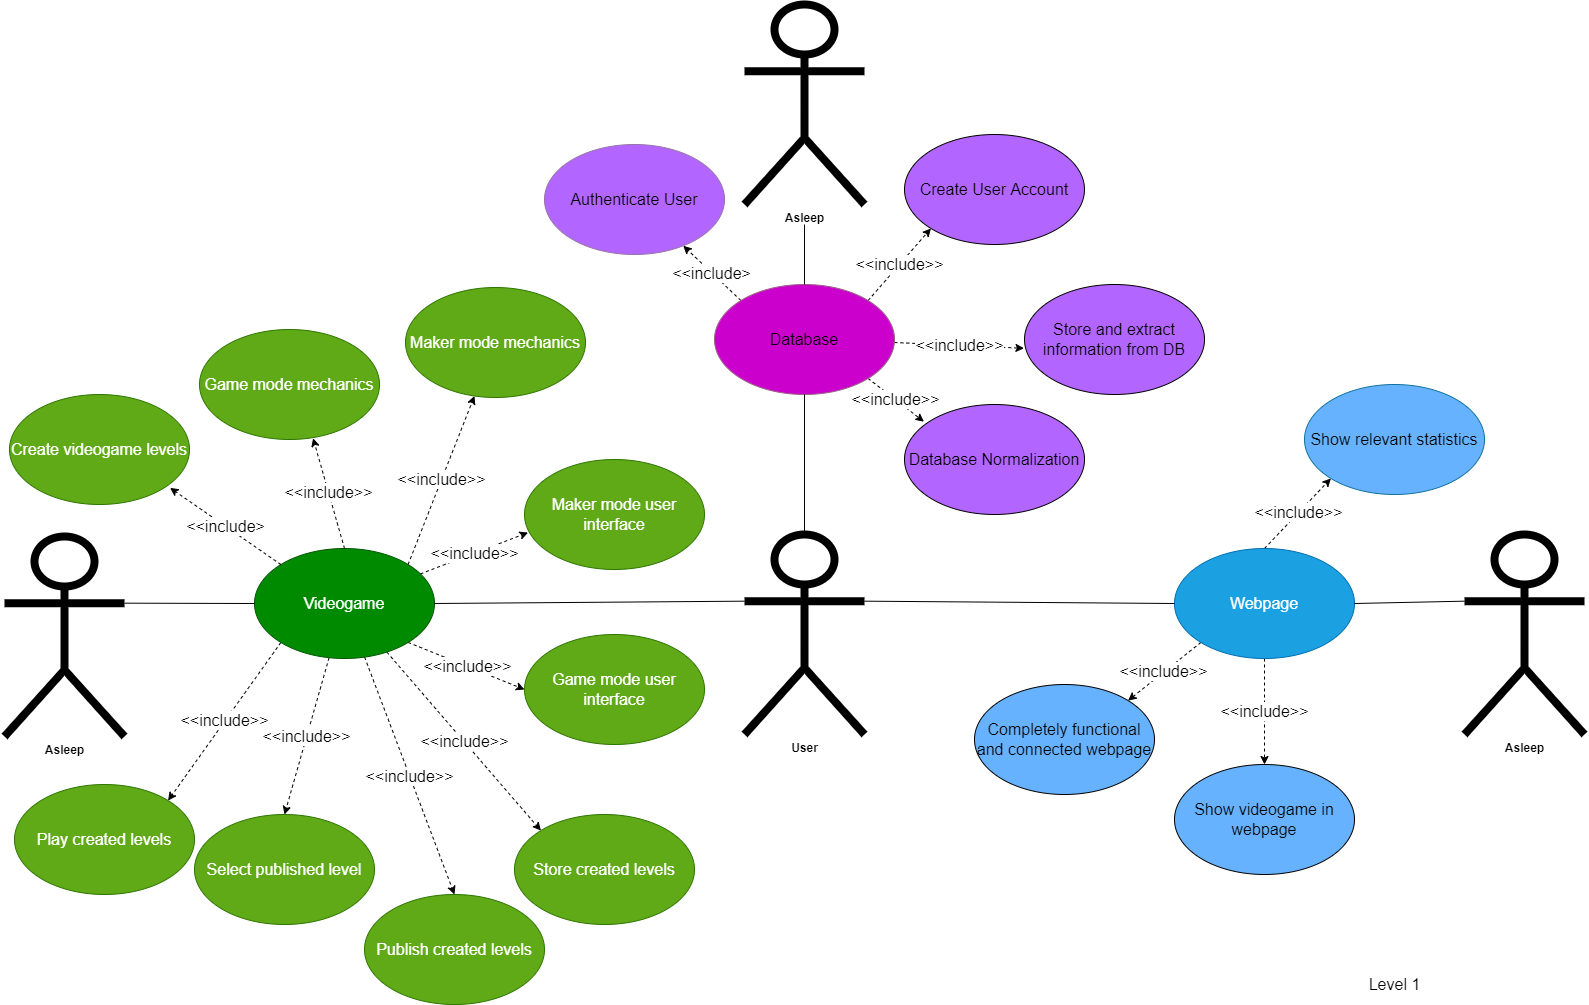 Authenticate User
Create User Account
Asleep
<<include>
<<include>>
Database
Store and extract
information from DB
<<include>>
<<include>>
Database Normalization
Maker mode mechanics
Game mode mechanics
Create videogame levels
Show relevant statistics
<<include>>
<<include>>
<<include>
Maker mode user
interface
<<include>>
<<include>>
Videogame
Webpage
<<include>>
Game mode user
interface
<<include>>
<<include>>
<<include>>
<<include>>
<<include>>
<<include>>
Asleep
User
Asleep
Completely functional
and connected webpage
Show videogame in
webpage
Play created levels
Select published level
Store created levels
Publish created levels
Level 1